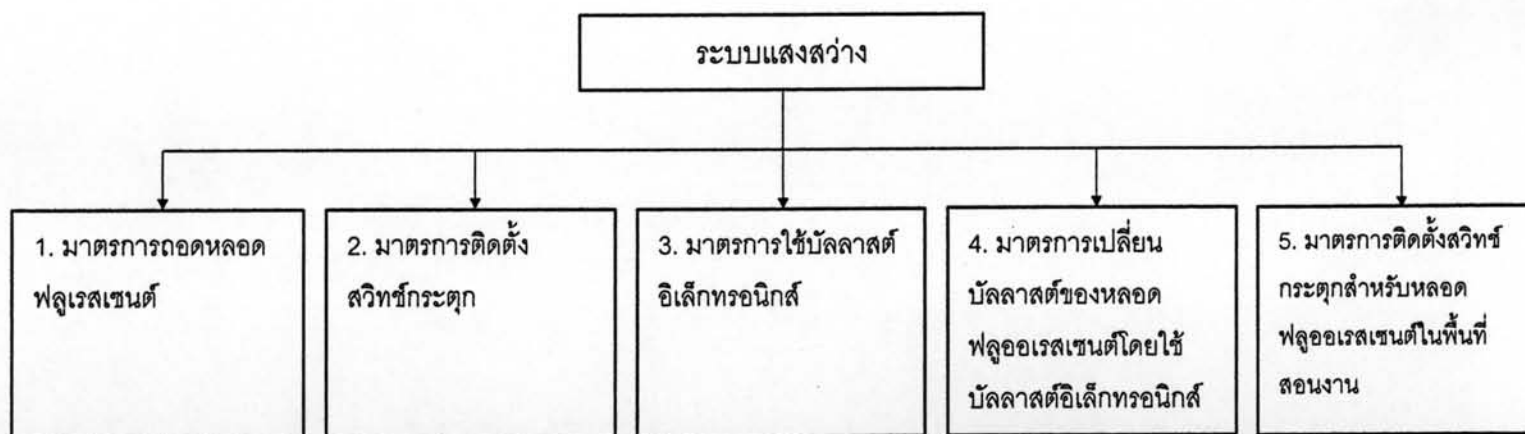 ระบบแสงสว่าง
1. มาตรการถอดหลอด
ฟลูเรสเซนต์
2. มาตรการติดตั้ง
สวิทช์กระตุก
3. มาตรการใช้บัลลาสต์
อิเล็กทรอนิกส์
4. มาตรการเปลี่ยน
บัลลาสต์ของหลอด
ฟลูออเรสเซนต์โดยใช้
บัลลาสต์อิเล็กทรอนิกส์
5. มาตรการติดตั้งสวิทช์
กระตุกสำหรับหลอด
ฟลูออเรสเซนต์ในพื้นที่
สอนงาน